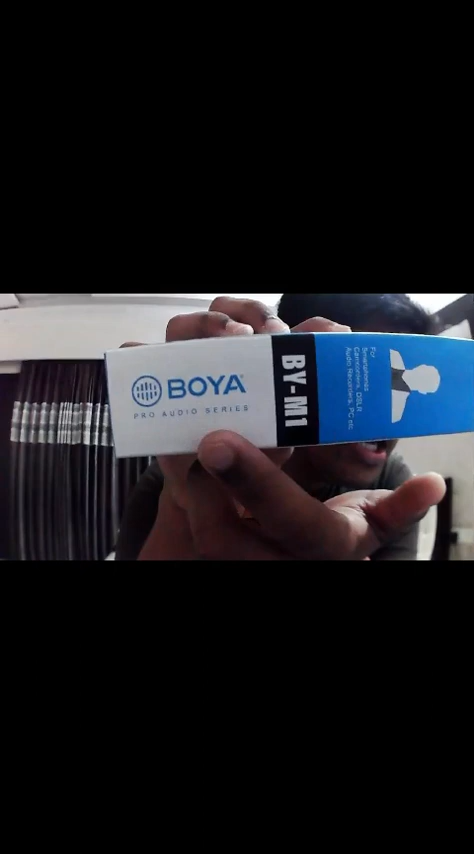 BOYA
PRO AUDIO SERIES
BY-M1
For
Smartphones
Camcorders, DSLR
Audio Recorders, PC etc